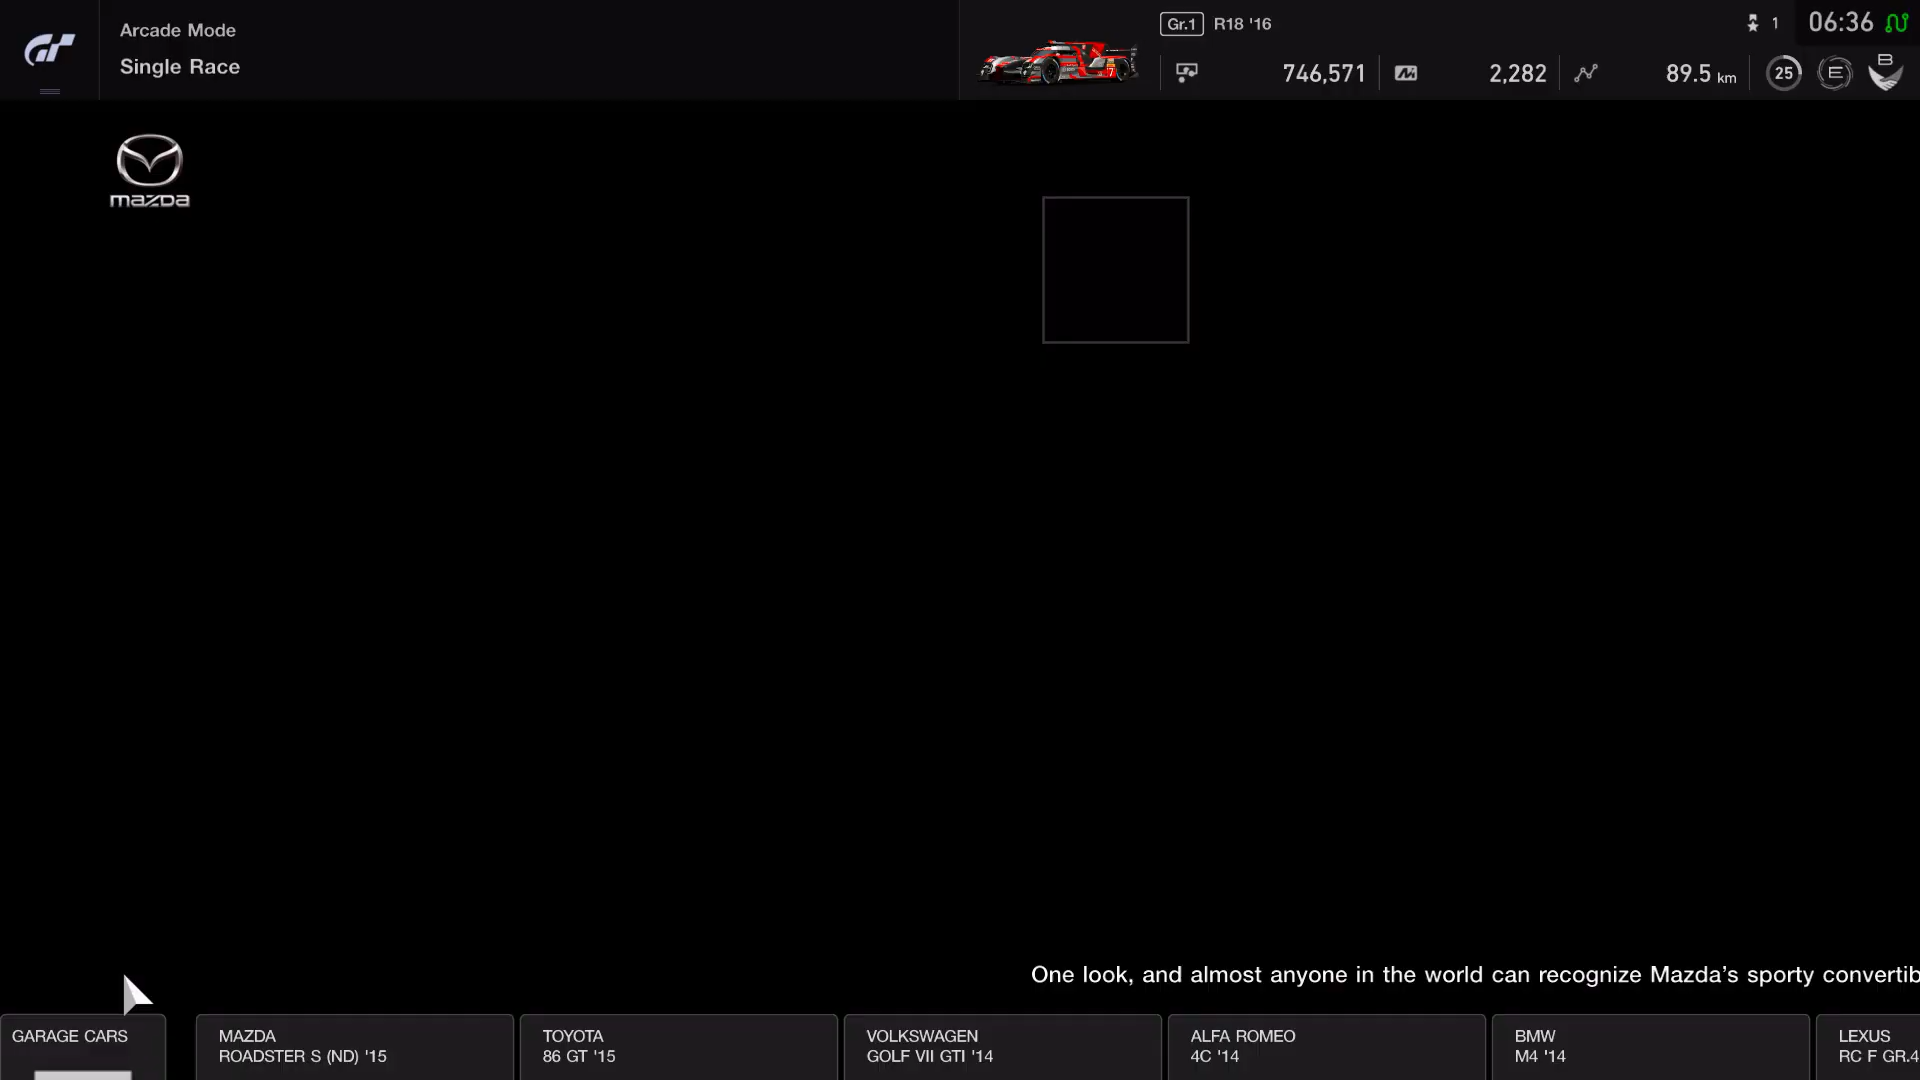 Arcade Mode
Single Race
Gr.1 R18 '16
1
06:36
746,571
2,282
89.5 km
25
E
B
7
mazda
One look, and almost anyone in the world can recognize Mazda's sporty convertib
GARAGE CARS
MAZDA
ROADSTER S (ND) '15
TOYOTA
86 GT '15
VOLKSWAGEN
GOLF VII GTI '14
ALFA ROMEO
4C '14
BMW
M4 '14
LEXUS
RC F GR.4